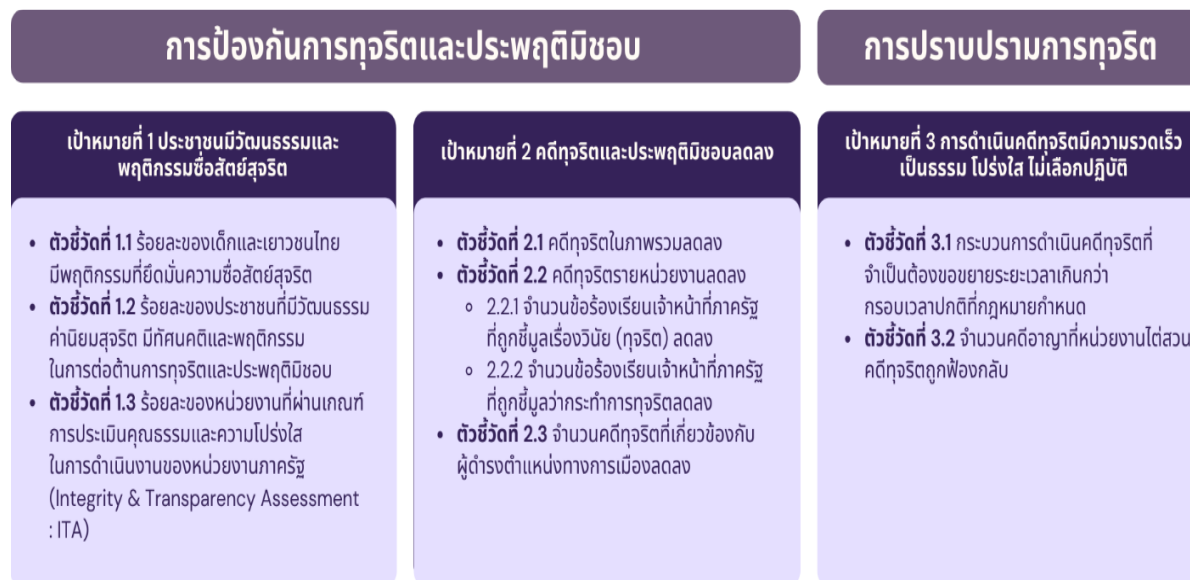 การป้องกันการทุจริตและประพฤติมิชอบ
การปราบปรามการทุจริต
เป้าหมายที่ 1 ประชาชนมีวัฒนธรรมและ
พฤติกรรมซื่อสัตย์สุจริต
• ตัวชี้วัดที่ 1.1 ร้อยละของเด็กและเยาวชนไทย
มีพฤติกรรมที่ยึดมั่นความซื่อสัตย์สุจริต
• ตัวชี้วัดที่ 1.2 ร้อยละของประชาชนที่มีวัฒนธรรม
ค่านิยมสุจริต มีทัศนคติและพฤติกรรม
ในการต่อต้านการทุจริตและประพฤติมิชอบ
• ตัวชี้วัดที่ 1.3 ร้อยละของหน่วยงานที่ผ่านเกณฑ์
การประเมินคุณธรรมและความโปร่งใส
ในการดำเนินงานของหน่วยงานภาครัฐ
(Integrity & Transparency Assessment
: ITA)
เป้าหมายที่ 2 คดีทุจริตและประพฤติมิชอบลดลง
• ตัวชี้วัดที่ 2.1 คดีทุจริตในภาพรวมลดลง
• ตัวชี้วัดที่ 2.2 คดีทุจริตรายหน่วยงานลดลง
○ 2.2.1 จำนวนข้อร้องเรียนเจ้าหน้าที่ภาครัฐ
ที่ถูกชี้มูลเรื่องวินัย (ทุจริต) ลดลง
○ 2.2.2 จำนวนข้อร้องเรียนเจ้าหน้าที่ภาครัฐ
ที่ถูกชี้มูลว่ากระทำการทุจริตลดลง
• ตัวชี้วัดที่ 2.3 จำนวนคดีทุจริตที่เกี่ยวข้องกับ
ผู้ดำรงตำแหน่งทางการเมืองลดลง
เป้าหมายที่ 3 การดำเนินคดีทุจริตมีความรวดเร็ว
เป็นธรรม โปร่งใส ไม่เลือกปฏิบัติ
• ตัวชี้วัดที่ 3.1 กระบวนการดำเนินคดีทุจริตที่
จำเป็นต้องขอขยายระยะเวลาเกินกว่า
กรอบเวลาปกติที่กฎหมายกำหนด
• ตัวชี้วัดที่ 3.2 จำนวนคดีอาญาที่หน่วยงานไต่สวน
คดีทุจริตถูกฟ้องกลับ